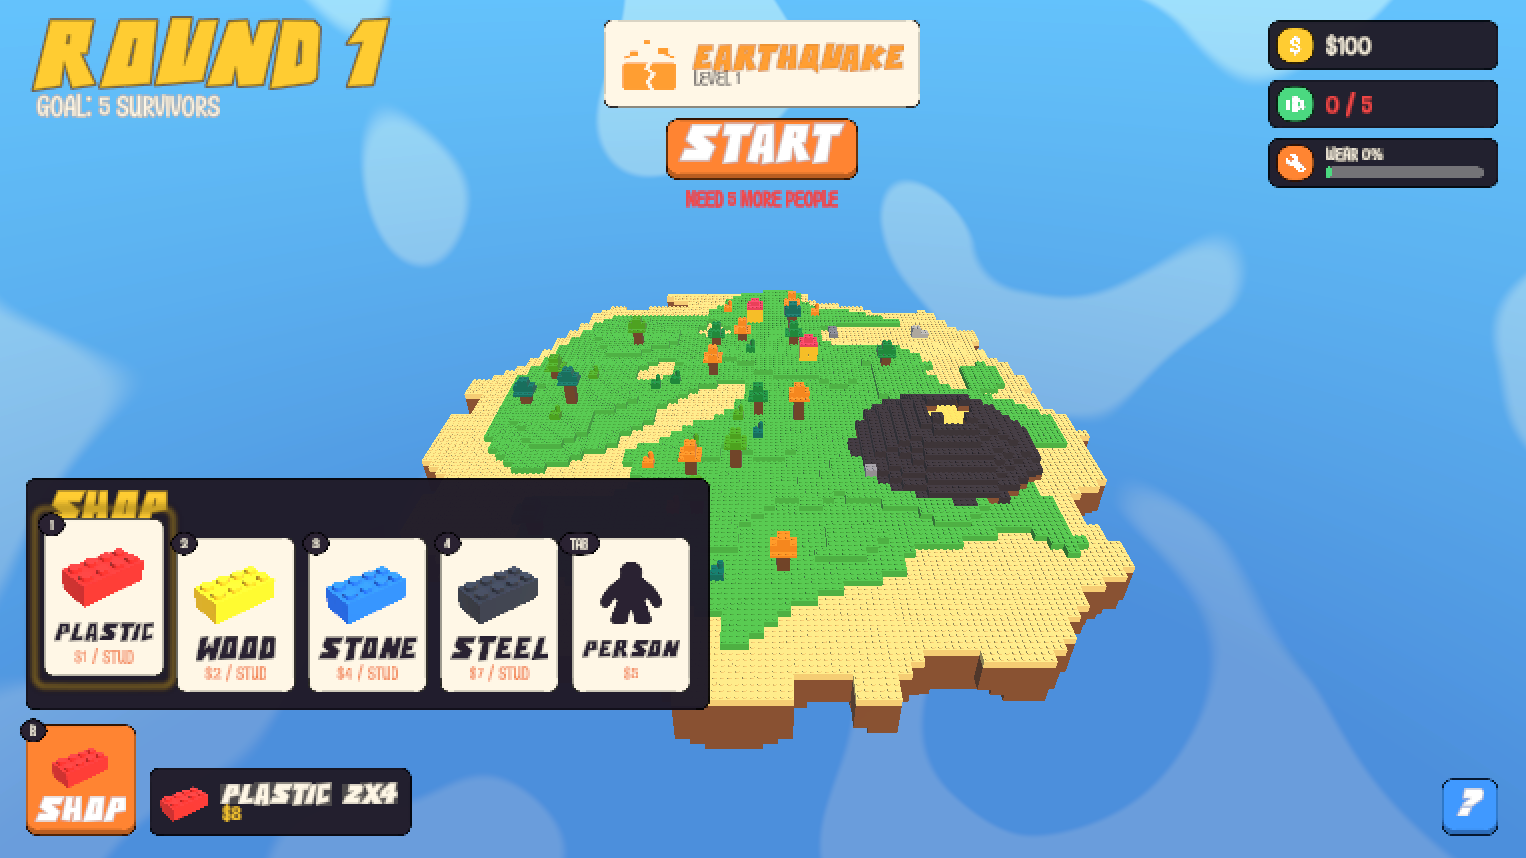 ROUND 1
GOAL: 5 SURVIVORS
EARTHQUAKE
LEVEL 1
START
NEED 5 MORE PEOPLE
$100
0 / 5
WEAR 0%
SHOP
1
PLASTIC
$1 / STUD
2
WOOD
$2 / STUD
3
STONE
$4 / STUD
4
STEEL
$7 / STUD
TAB
PERSON
$5
B
SHOP
PLASTIC 2X4
$8
?